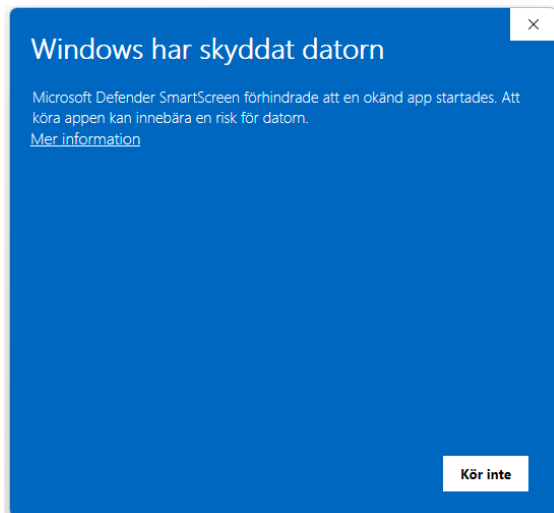 Windows har skyddat datorn
Microsoft Defender SmartScreen förhindrade att en okänd app startades. Att
köra appen kan innebära en risk för datorn.
Mer information
Kör inte